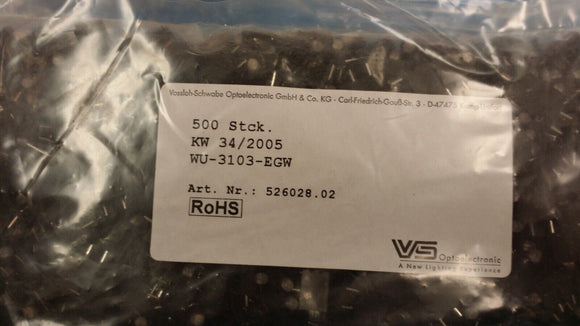 Vossloh-Schwabe Optoelectronic GmbH & Co. KG · Carl-Friedrich-Gauß-Str. 3 · D-47475
500 Stck.
KW 34/2005
WU-3103-EGW
Art. Nr.: 526028.02
RoHS
VS Optoelectronic
A New Lighting Experience